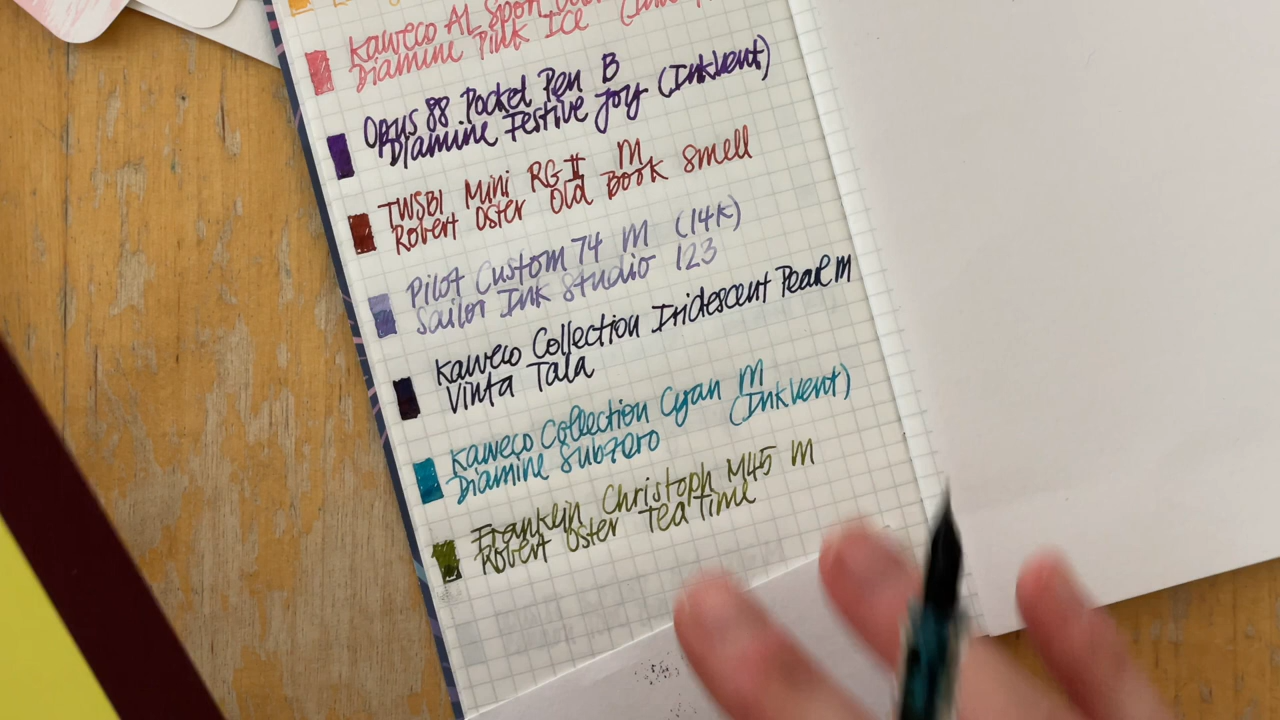 Kaweco AL Sport
Diamine Pink Ice
Opus 88 Pocket Pen B
Diamine Festive Joy (Inkvent)
TWSBI Mini RG II M
Robert Oster Old Book Smell
Pilot Custom 74 M (14K)
Sailor Ink Studio 123
Kaweco Collection Iridescent Pearl M
Vinta Tala
Kaweco Collection Cyan M
Diamine Subzero (Inkvent)
Franklin Christoph M45 M
Robert Oster Tea Time